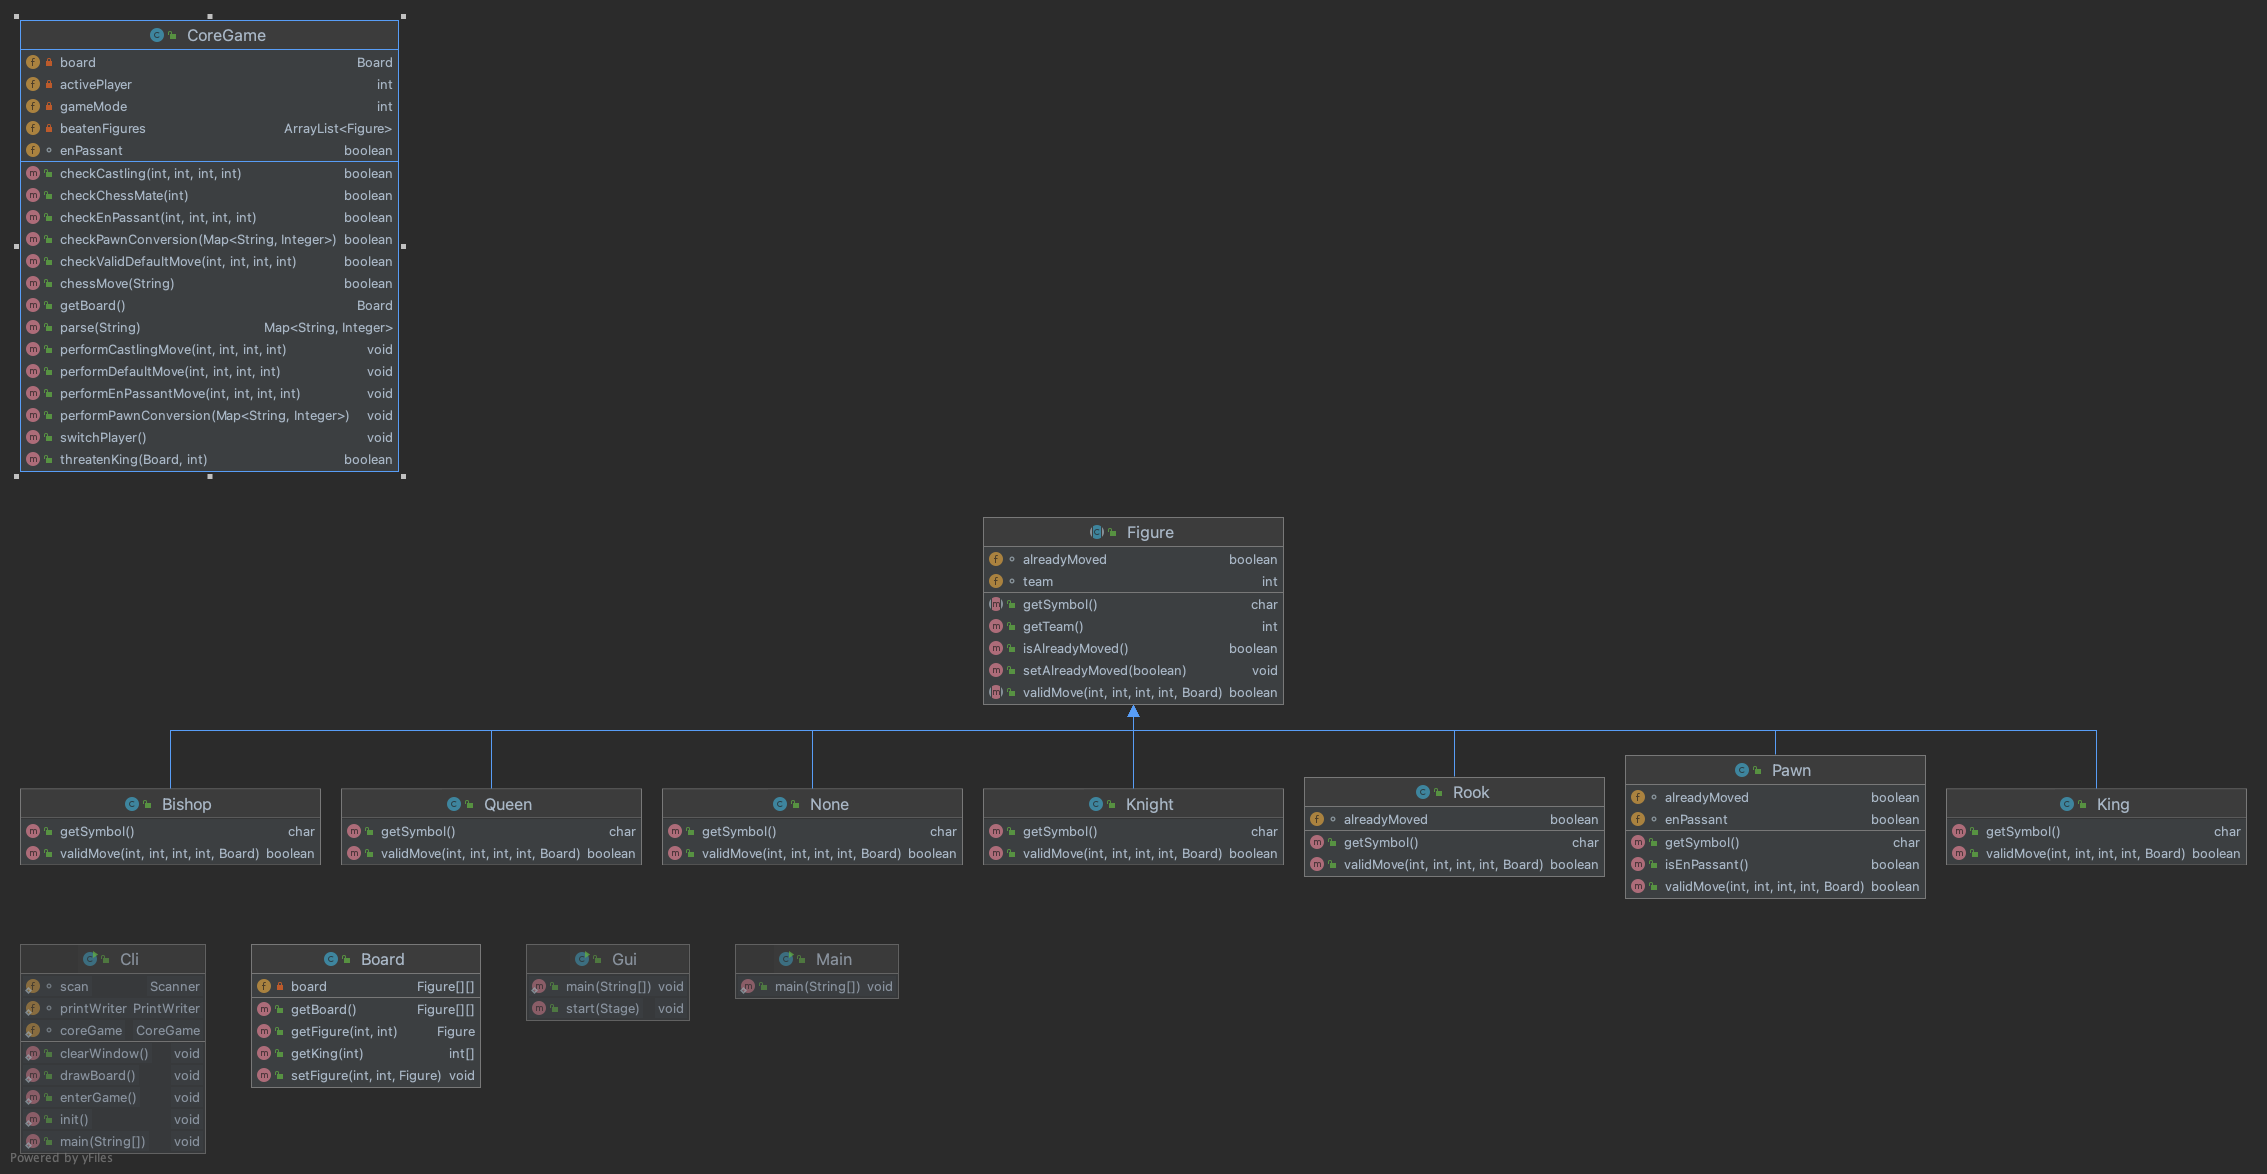 CoreGame
board Board
activePlayer int
gameMode int
beatenFigures ArrayList<Figure>
enPassant boolean
checkCastling(int, int, int, int) boolean
checkChessMate(int) boolean
checkEnPassant(int, int, int, int) boolean
checkPawnConversion(Map<String, Integer>) boolean
checkValidDefaultMove(int, int, int, int) boolean
chessMove(String) boolean
getBoard() Board
parse(String) Map<String, Integer>
performCastlingMove(int, int, int, int) void
performDefaultMove(int, int, int, int) void
performEnPassantMove(int, int, int, int) void
performPawnConversion(Map<String, Integer>) void
switchPlayer() void
threatenKing(Board, int) boolean
Figure
alreadyMoved boolean
team int
getSymbol() char
getTeam() int
isAlreadyMoved() boolean
setAlreadyMoved(boolean) void
validMove(int, int, int, int, Board) boolean
Bishop
getSymbol() char
validMove(int, int, int, int, Board) boolean
Queen
getSymbol() char
validMove(int, int, int, int, Board) boolean
None
getSymbol() char
validMove(int, int, int, int, Board) boolean
Knight
getSymbol() char
validMove(int, int, int, int, Board) boolean
Rook
alreadyMoved boolean
getSymbol() char
validMove(int, int, int, int, Board) boolean
Pawn
alreadyMoved boolean
enPassant boolean
getSymbol() char
isEnPassant() boolean
validMove(int, int, int, int, Board) boolean
King
getSymbol() char
validMove(int, int, int, int, Board) boolean
Cli
scan Scanner
printWriter PrintWriter
coreGame CoreGame
clearWindow() void
drawBoard() void
enterGame() void
init() void
main(String[]) void
Board
board Figure[][]
getBoard() Figure[][]
getFigure(int, int) Figure
getKing(int) int[]
setFigure(int, int, Figure) void
Gui
main(String[]) void
start(Stage) void
Main
main(String[]) void
Powered by yFiles